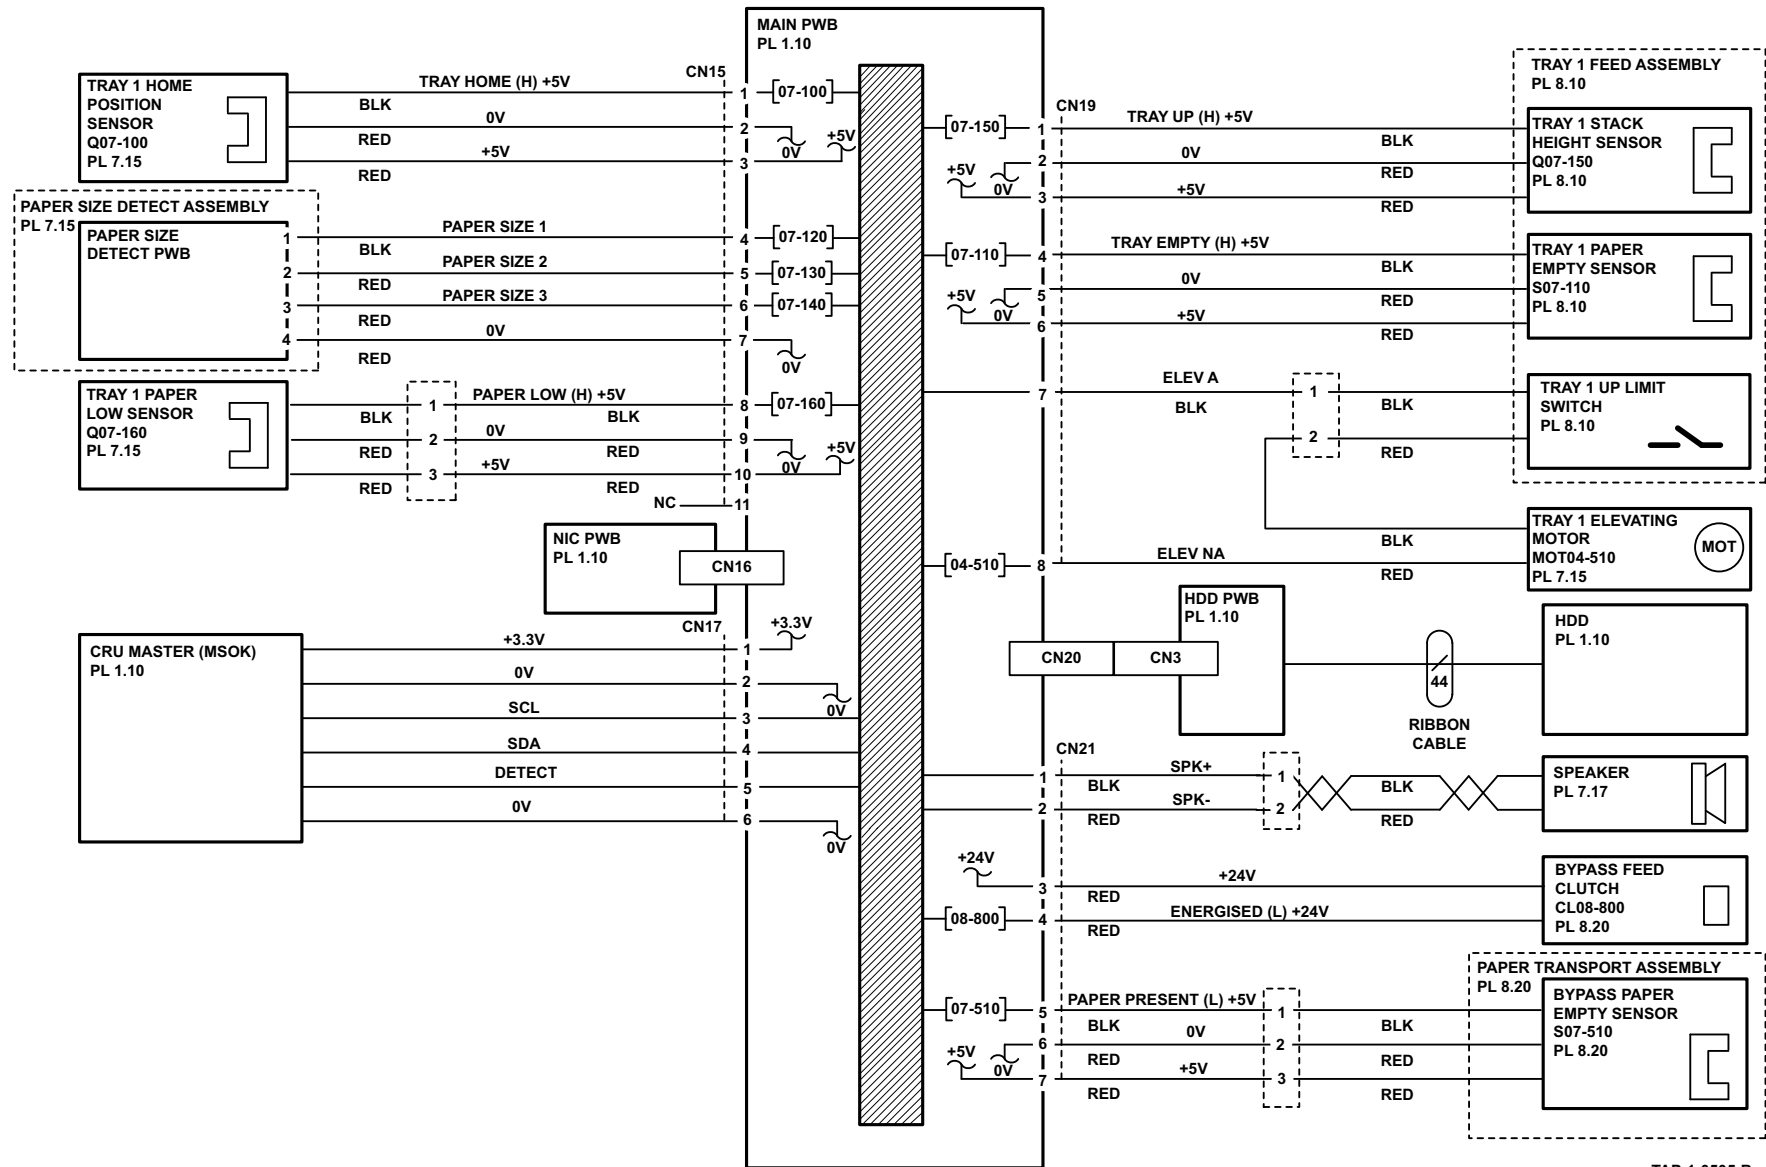 MAIN PWB
PL 1.10
CN15
TRAY 1 HOME
POSITION
SENSOR
Q07-100
PL 7.15
TRAY HOME (H) +5V
BLK
1
[07-100]
0V
RED
2
0V
+5V
RED
3
+5V
PAPER SIZE DETECT ASSEMBLY
PL 7.15
PAPER SIZE
DETECT PWB
1
PAPER SIZE 1
BLK
4
[07-120]
2
PAPER SIZE 2
RED
5
[07-130]
3
PAPER SIZE 3
RED
6
[07-140]
4
0V
RED
7
0V
TRAY 1 PAPER
LOW SENSOR
Q07-160
PL 7.15
BLK
1
PAPER LOW (H) +5V
BLK
8
[07-160]
RED
2
0V
RED
9
0V
RED
3
+5V
RED
10
+5V
NC
11
NIC PWB
PL 1.10
CN16
CN17
CRU MASTER (MSOK)
PL 1.10
+3.3V
1
+3.3V
0V
2
0V
SCL
3
SDA
4
DETECT
5
0V
6
0V
CN19
TRAY 1 FEED ASSEMBLY
PL 8.10
[07-150]
1
TRAY UP (H) +5V
BLK
0V
2
0V
RED
+5V
3
+5V
RED
TRAY 1 STACK
HEIGHT SENSOR
Q07-150
PL 8.10
[07-110]
4
TRAY EMPTY (H) +5V
BLK
0V
5
0V
RED
+5V
6
+5V
RED
TRAY 1 PAPER
EMPTY SENSOR
S07-110
PL 8.10
7
ELEV A
BLK
1
BLK
2
RED
TRAY 1 UP LIMIT
SWITCH
PL 8.10
BLK
[04-510]
8
ELEV NA
RED
TRAY 1 ELEVATING
MOTOR
MOT04-510
PL 7.15
MOT
HDD PWB
PL 1.10
CN20
CN3
44
RIBBON
CABLE
HDD
PL 1.10
CN21
1
SPK+
BLK
1
BLK
2
SPK-
RED
2
RED
SPEAKER
PL 7.17
+24V
3
+24V
RED
[08-800]
4
ENERGISED (L) +24V
RED
BYPASS FEED
CLUTCH
CL08-800
PL 8.20
PAPER TRANSPORT ASSEMBLY
PL 8.20
[07-510]
5
PAPER PRESENT (L) +5V
BLK
1
BLK
0V
6
0V
RED
2
RED
+5V
7
+5V
RED
3
RED
BYPASS PAPER
EMPTY SENSOR
S07-510
PL 8.20